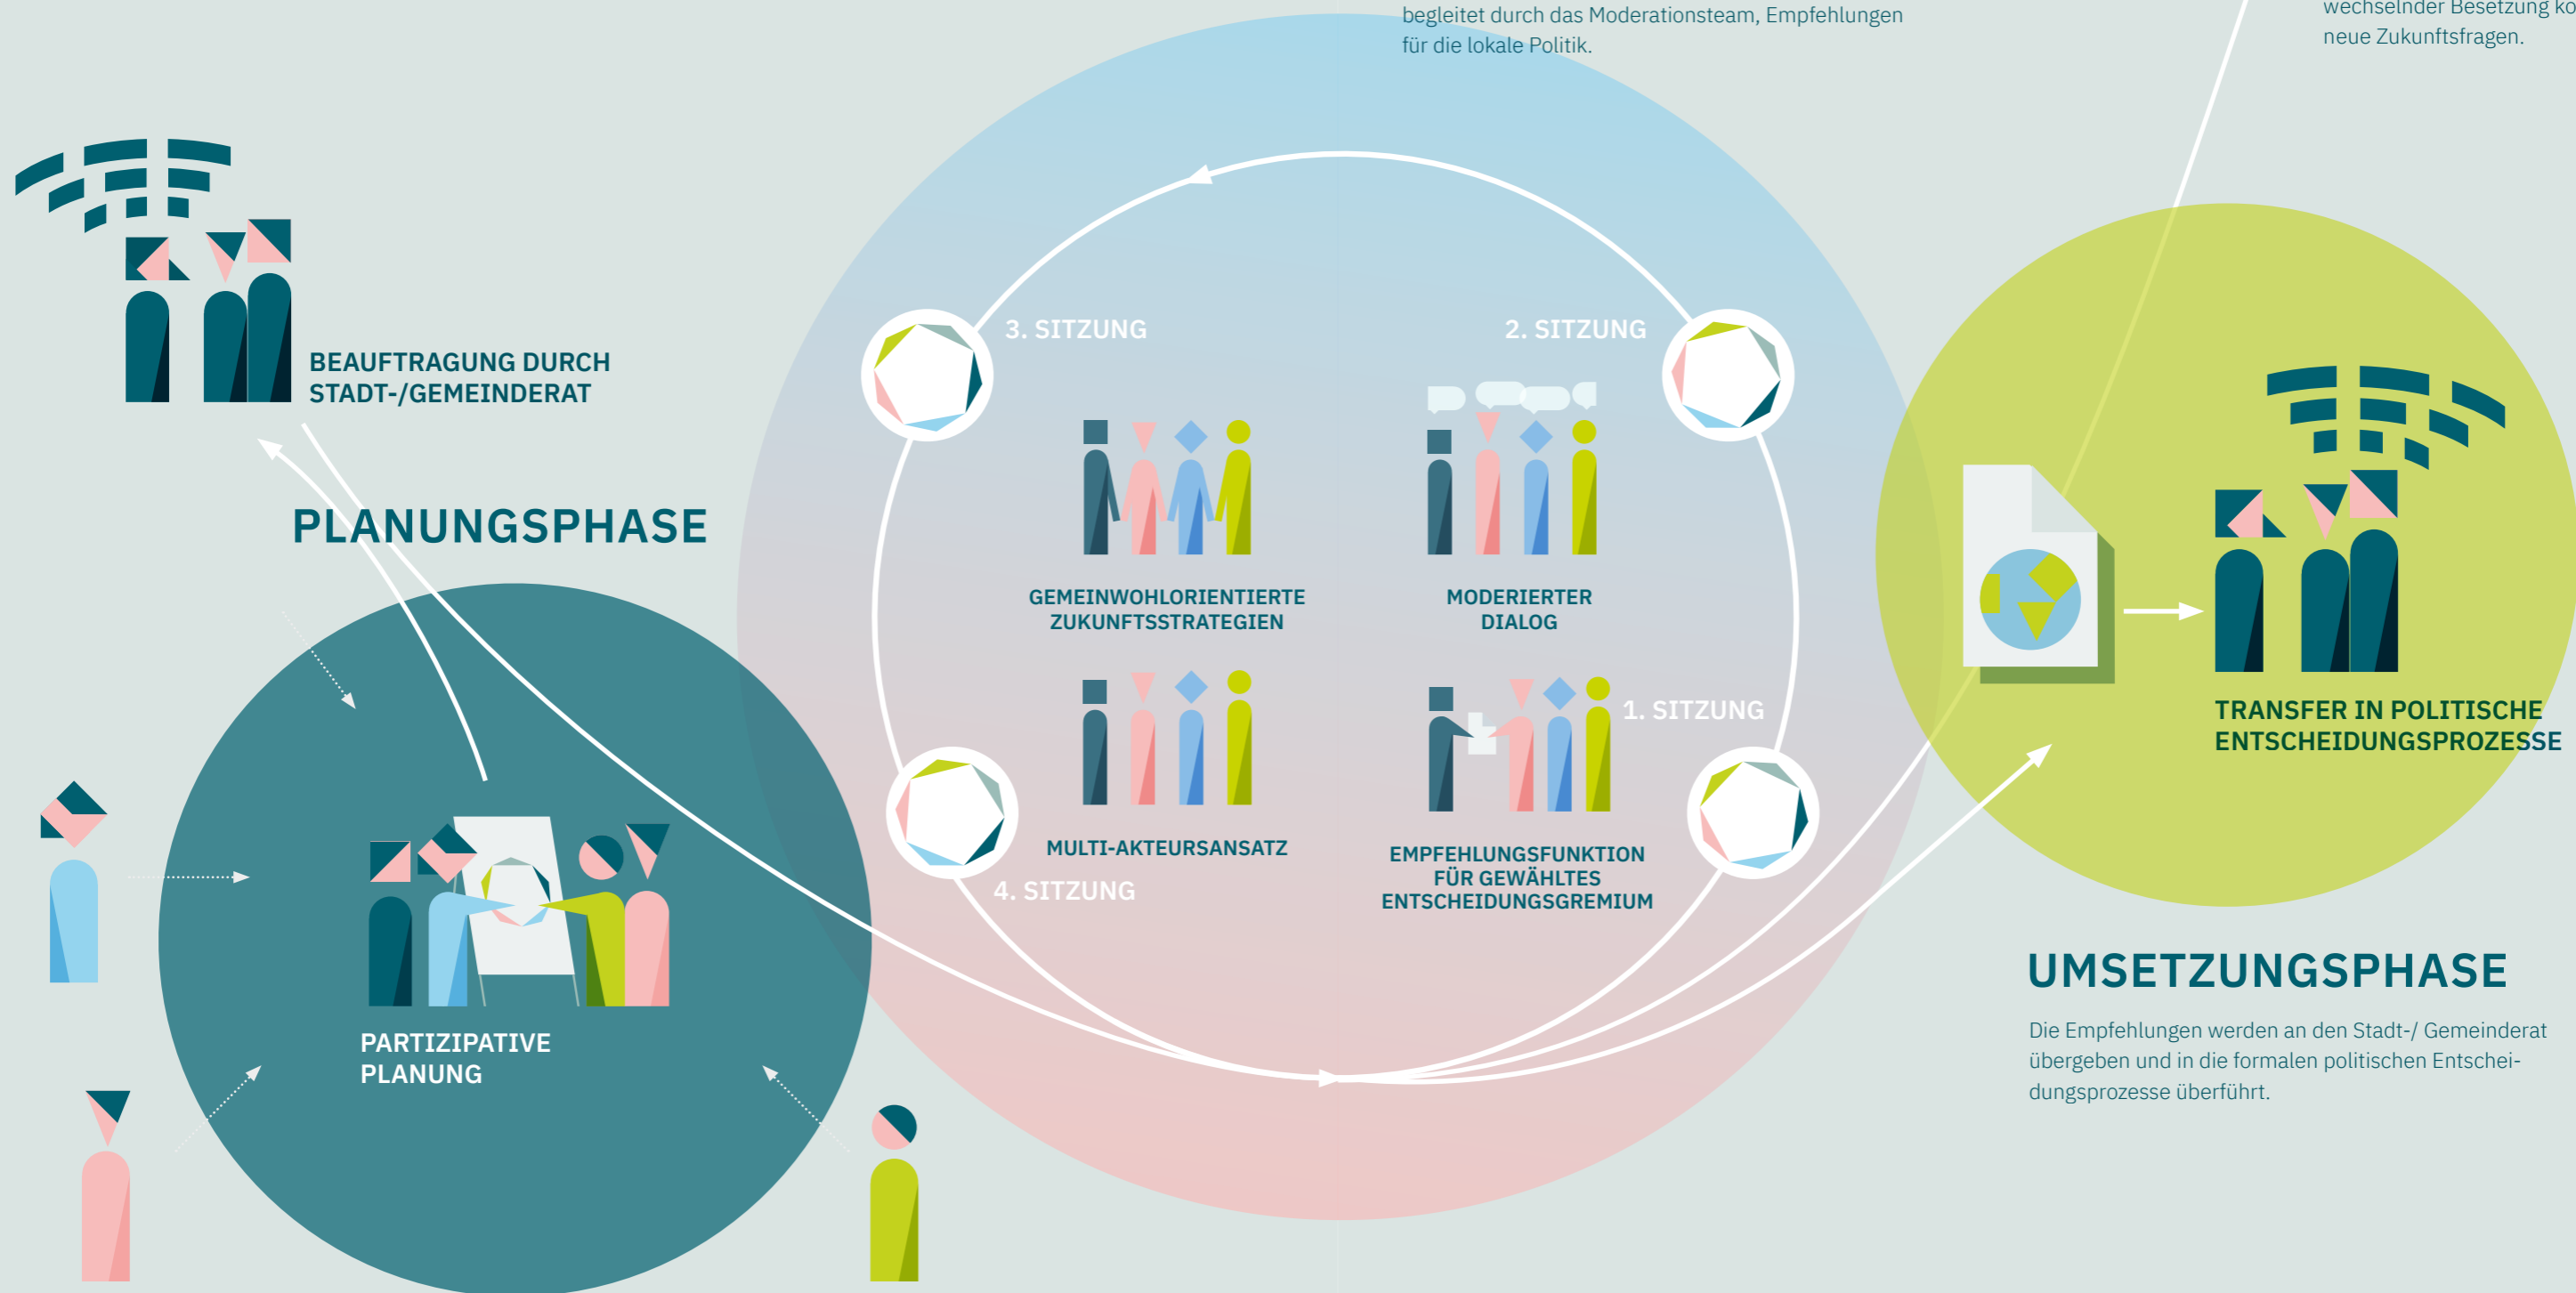 begleitet durch das Moderationsteam, Empfehlungen
für die lokale Politik.
wechselnder Besetzung
neue Zukunftsfragen.
BEAUFTRAGUNG DURCH
STADT-/GEMEINDERAT
PLANUNGSPHASE
PARTIZIPATIVE
PLANUNG
3. SITZUNG
2. SITZUNG
GEMEINWOHLORIENTIERTE
ZUKUNFTSSTRATEGIEN
MODERIERTER
DIALOG
1. SITZUNG
MULTI-AKTEURSANSATZ
EMPFEHLUNGSFUNKTION
FÜR GEWÄHLTES
ENTSCHEIDUNGSGREMIUM
4. SITZUNG
TRANSFER IN POLITISCHE
ENTSCHEIDUNGSPROZESSE
UMSETZUNGSPHASE
Die Empfehlungen werden an den Stadt-/ Gemeinderat
übergeben und in die formalen politischen Entschei-
dungsprozesse überführt.